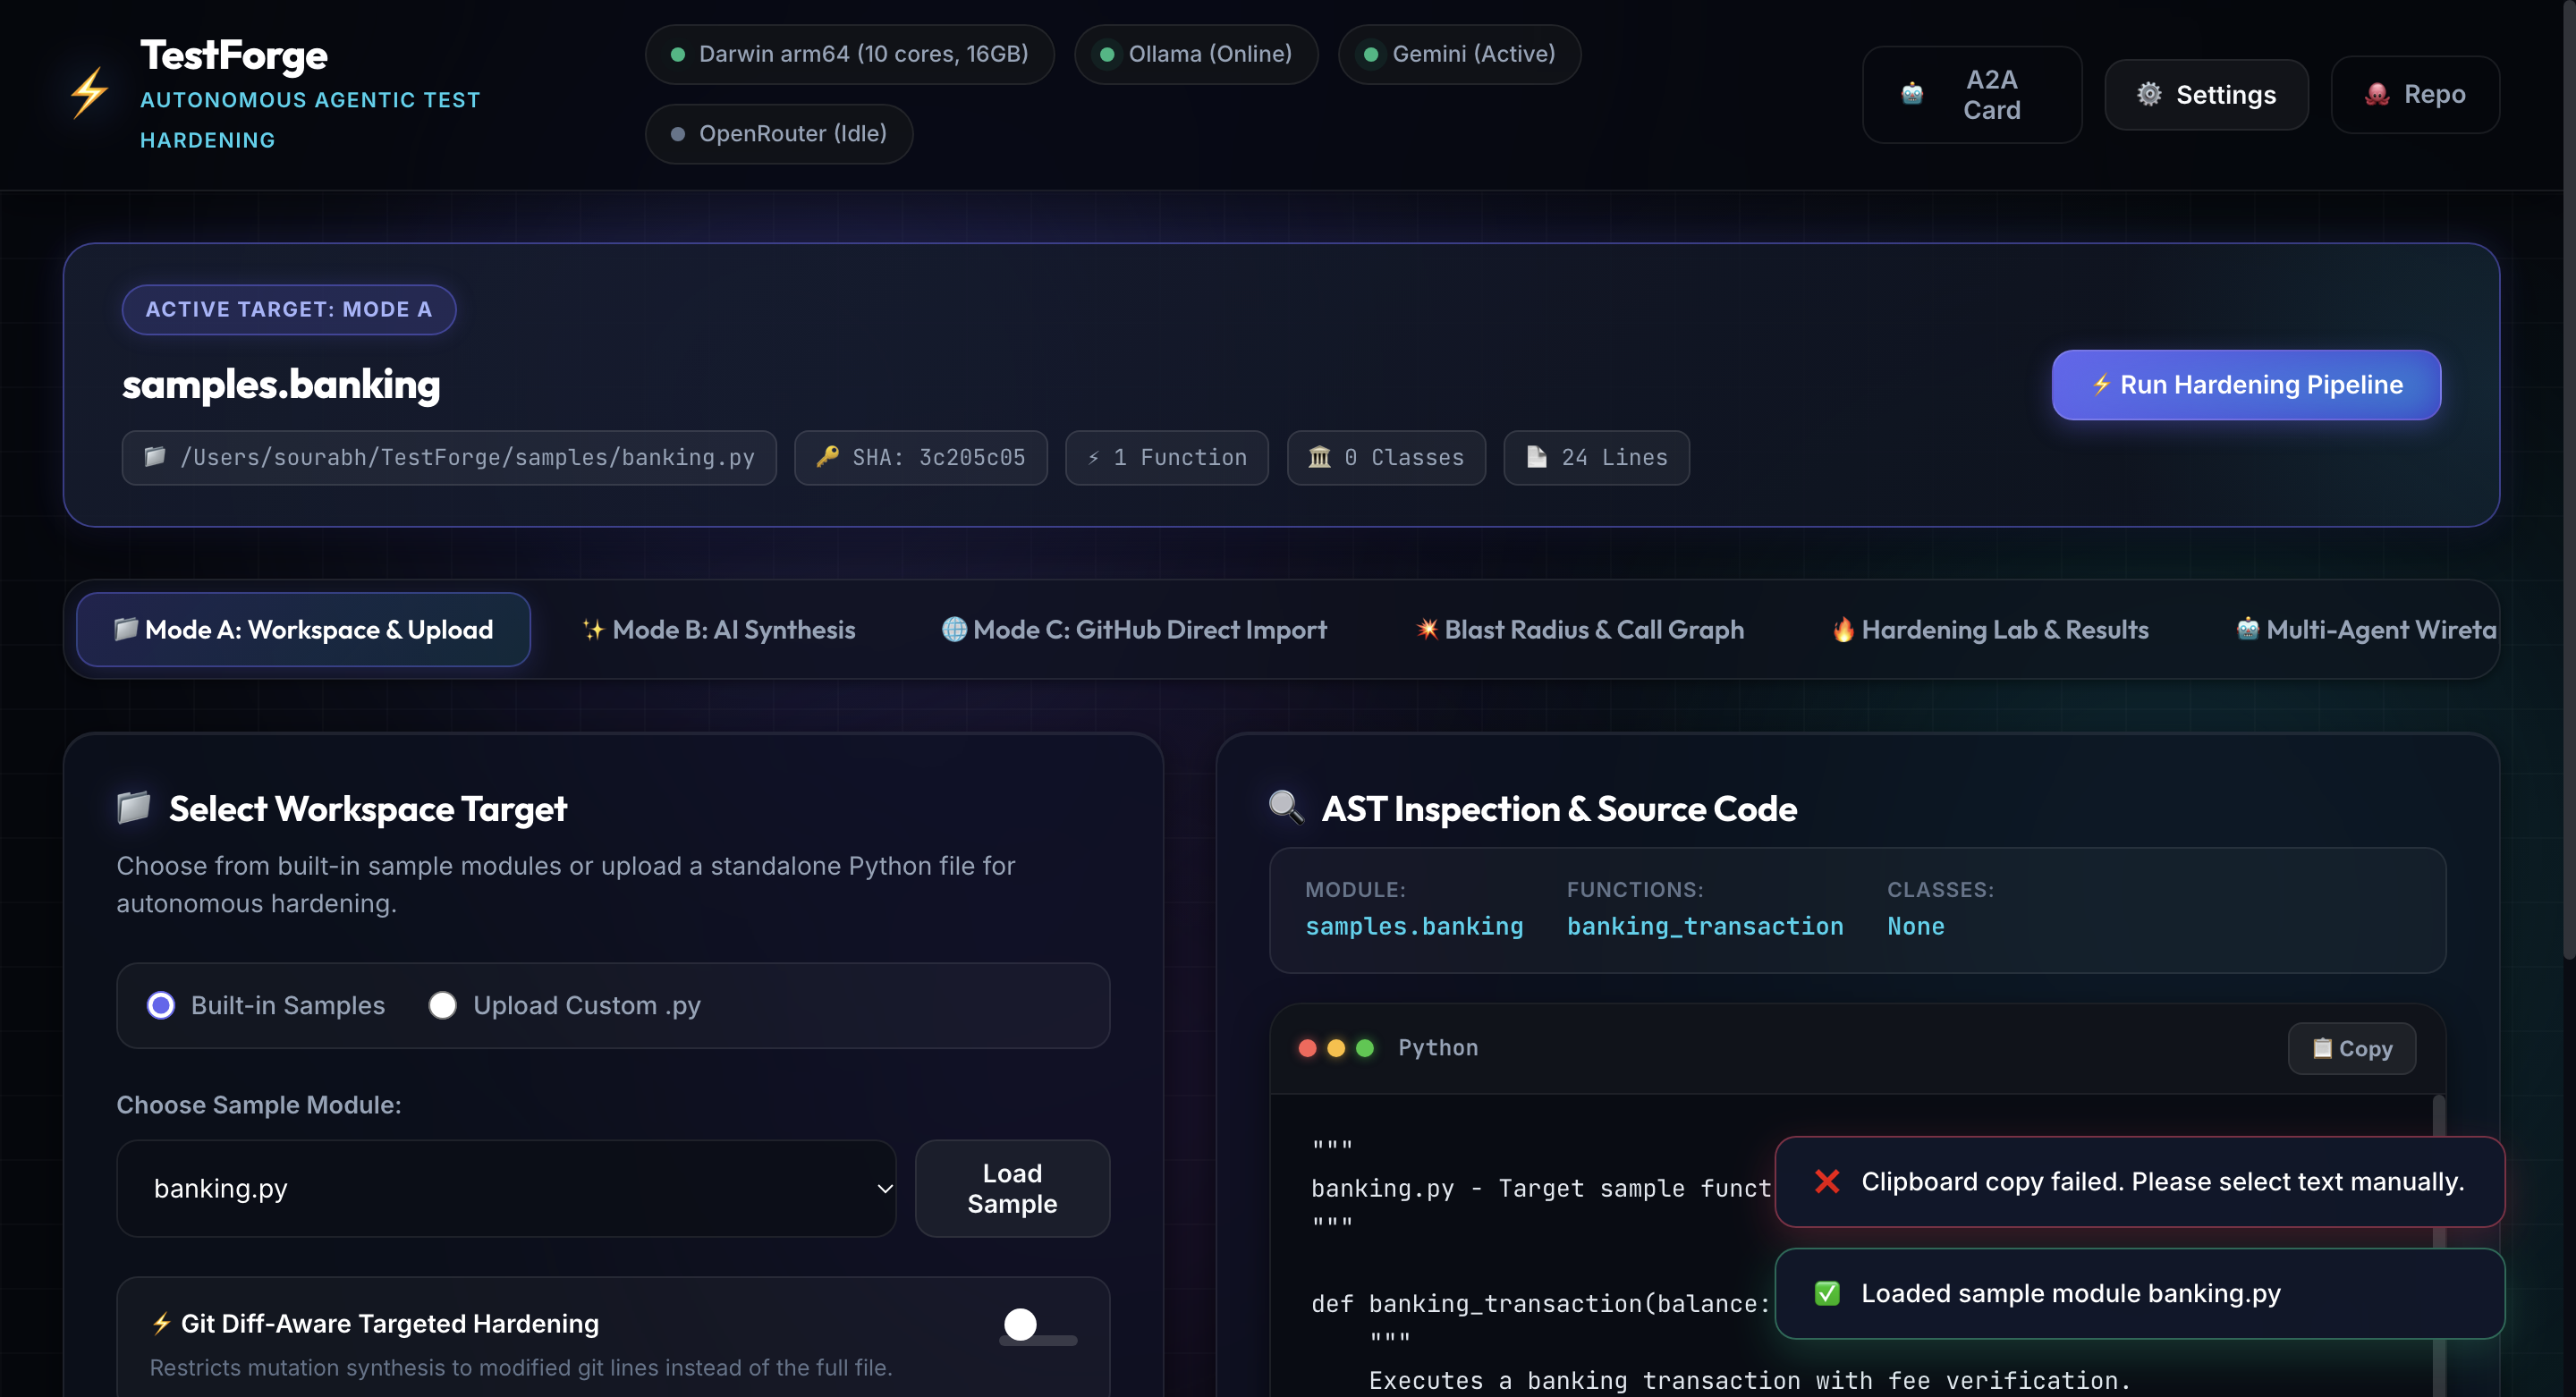 TestForge
AUTONOMOUS AGENTIC TEST
HARDENING
Darwin arm64 (10 cores, 16GB)
Ollama (Online)
Gemini (Active)
OpenRouter (Idle)
A2A
Card
Settings
Repo
ACTIVE TARGET: MODE A
samples.banking
/Users/sourabh/TestForge/samples/banking.py
SHA: 3c205c05
⚡ 1 Function
0 Classes
24 Lines
⚡ Run Hardening Pipeline
Mode A: Workspace & Upload
Mode B: AI Synthesis
Mode C: GitHub Direct Import
Blast Radius & Call Graph
Hardening Lab & Results
Multi-Agent Wireta
Select Workspace Target
Choose from built-in sample modules or upload a standalone Python file for
autonomous hardening.
Built-in Samples
Upload Custom .py
Choose Sample Module:
banking.py
Load
Sample
⚡ Git Diff-Aware Targeted Hardening
Restricts mutation synthesis to modified git lines instead of the full file.
AST Inspection & Source Code
MODULE:
samples.banking
FUNCTIONS:
banking_transaction
CLASSES:
None
Python
Copy
"""
banking.py - Target sample funct
"""
def banking_transaction(balance:
"""
Executes a banking transaction with fee verification.
Clipboard copy failed. Please select text manually.
Loaded sample module banking.py